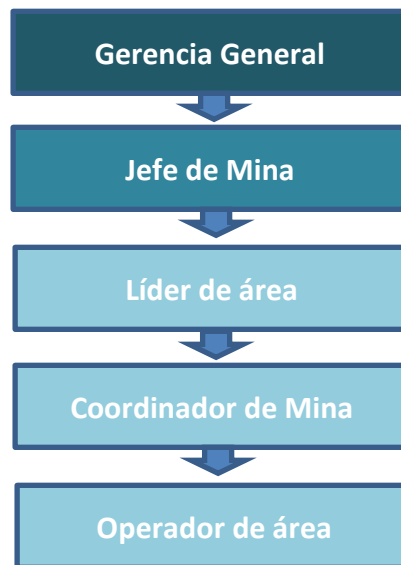 Gerencia General
Jefe de Mina
Líder de área
Coordinador de Mina
Operador de área